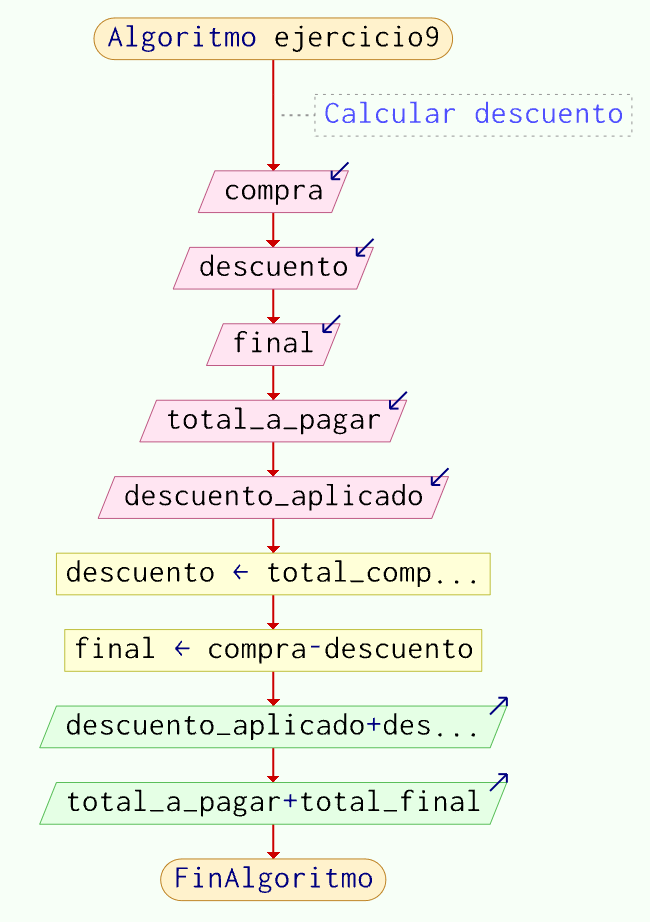 Algoritmo ejercicio9
Calcular descuento
compra
descuento
final
total_a_pagar
descuento_aplicado
descuento ← total_comp...
final ← compra-descuento
descuento_aplicado+des...
total_a_pagar+total_final
FinAlgoritmo